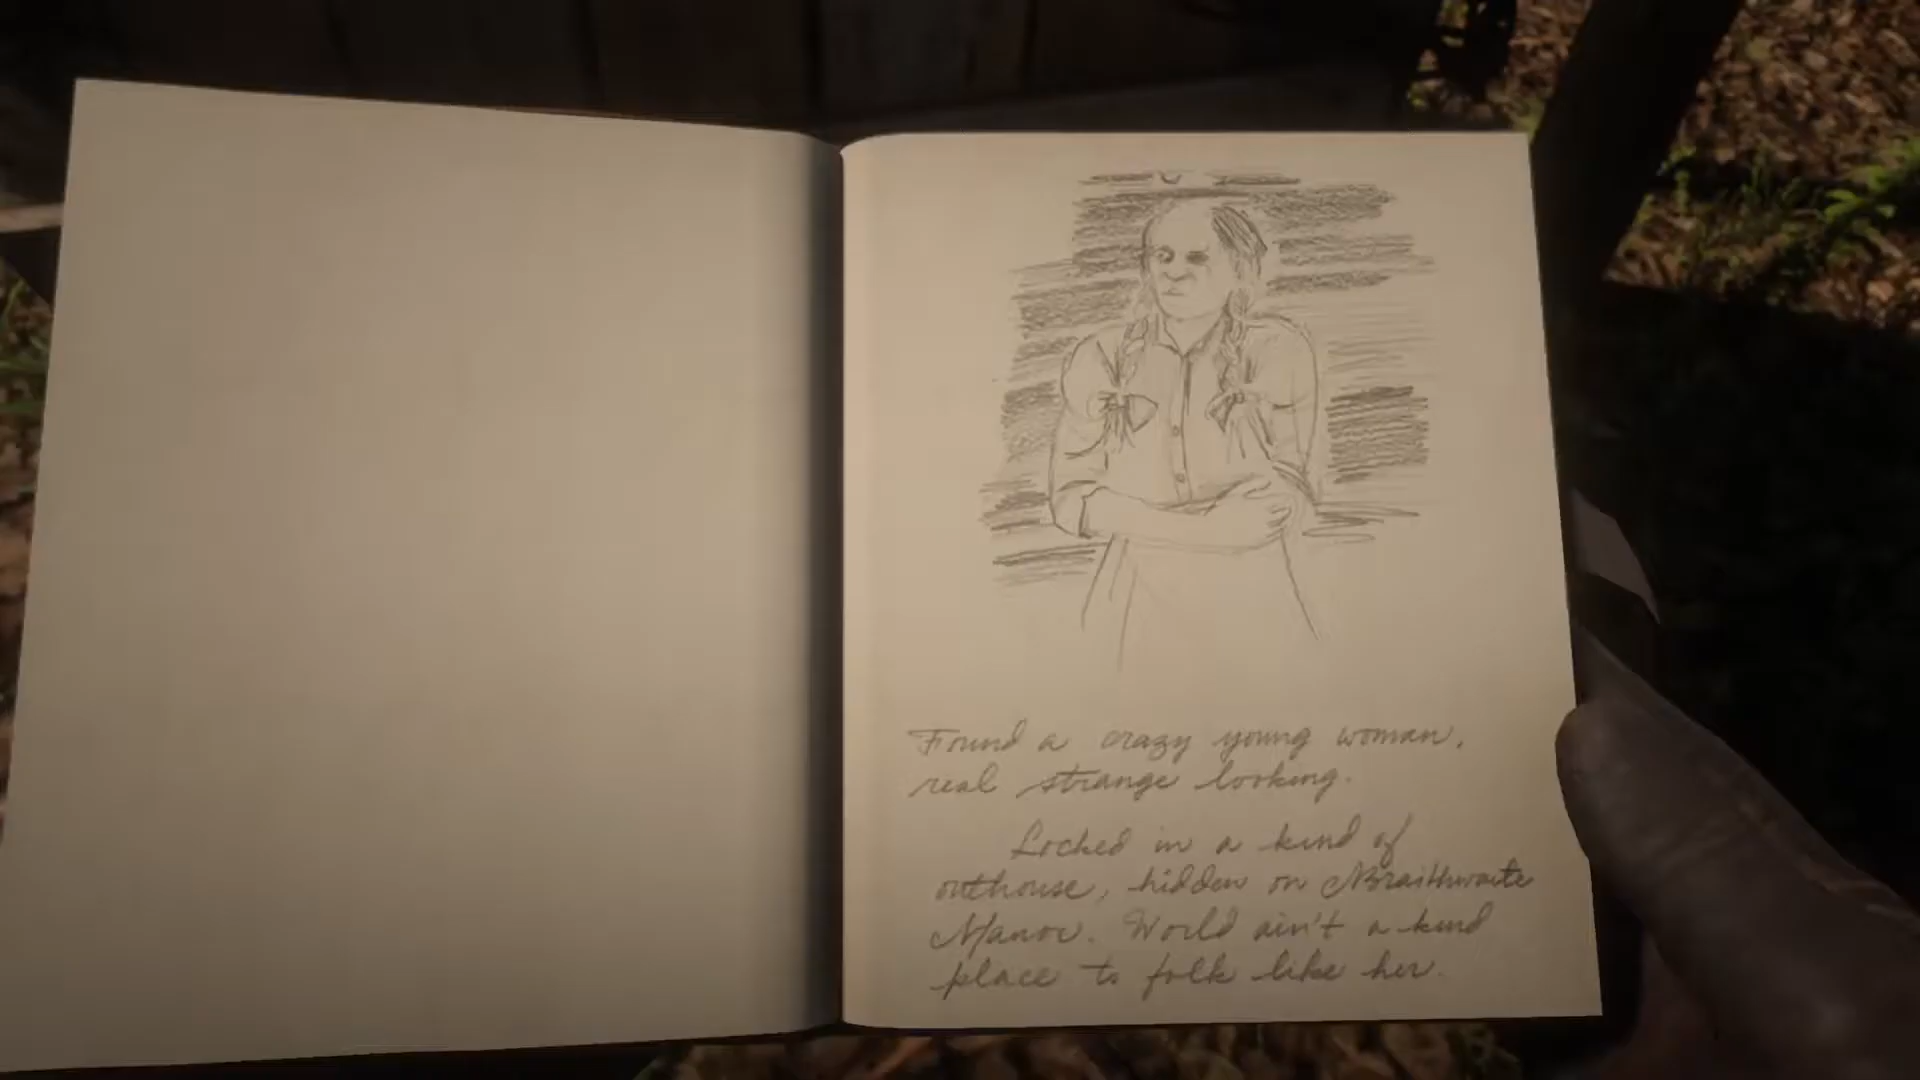 Found a crazy young woman,
real strange looking.
Locked in a kind of
outhouse, hidden on Braithwaite
Manor. World ain't a kind
place to folk like her.